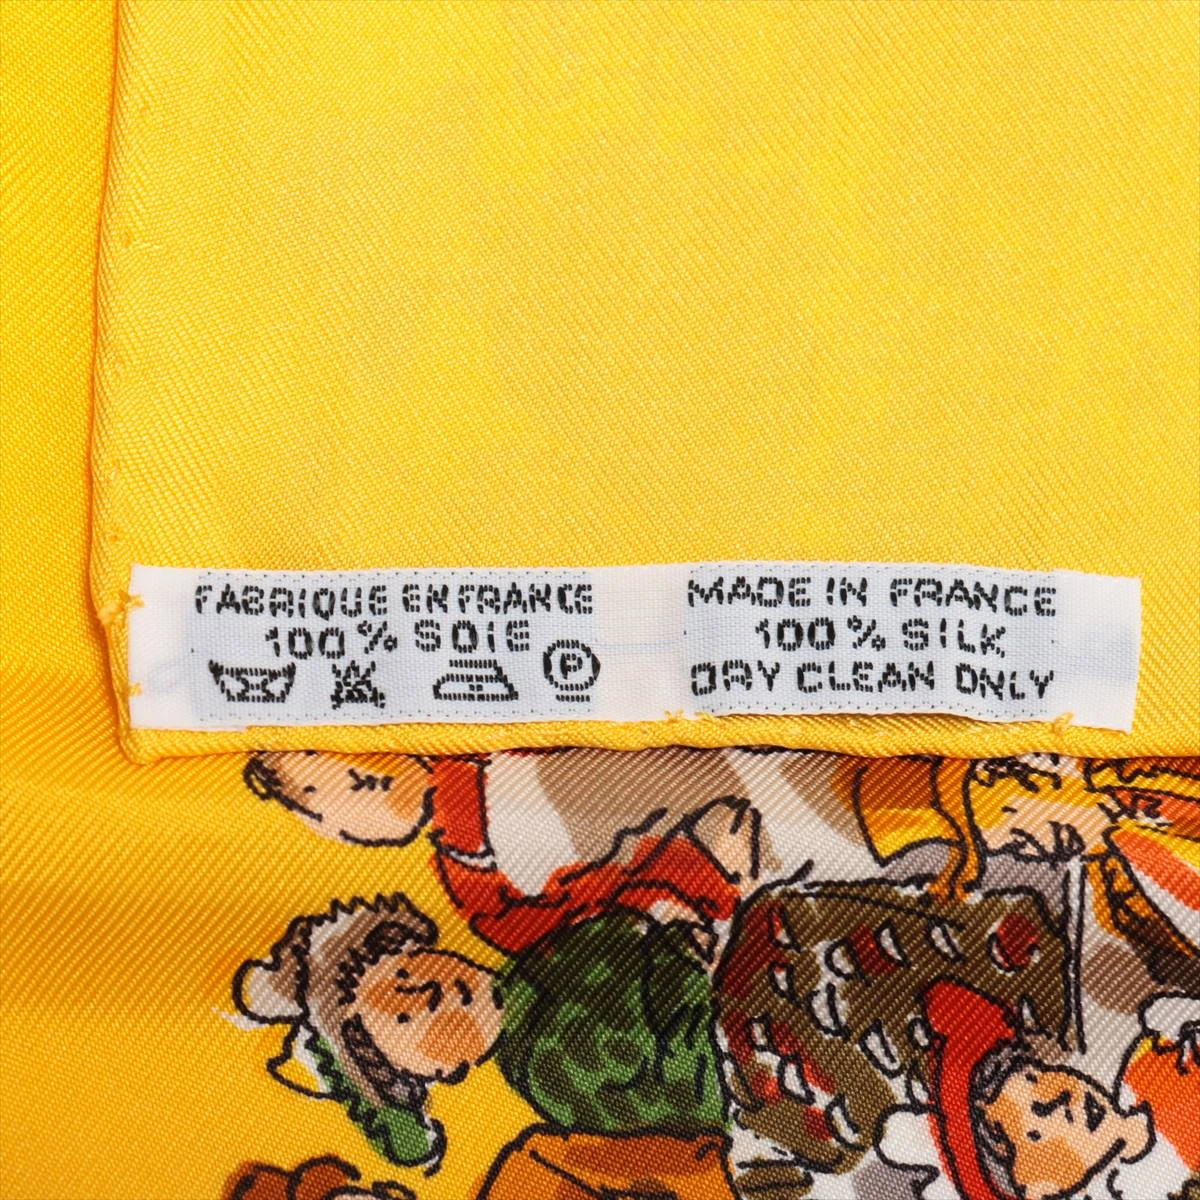 FABRIQUE EN FRANCE
100% SOIE
P
MADE IN FRANCE
100% SILK
DRY CLEAN ONLY